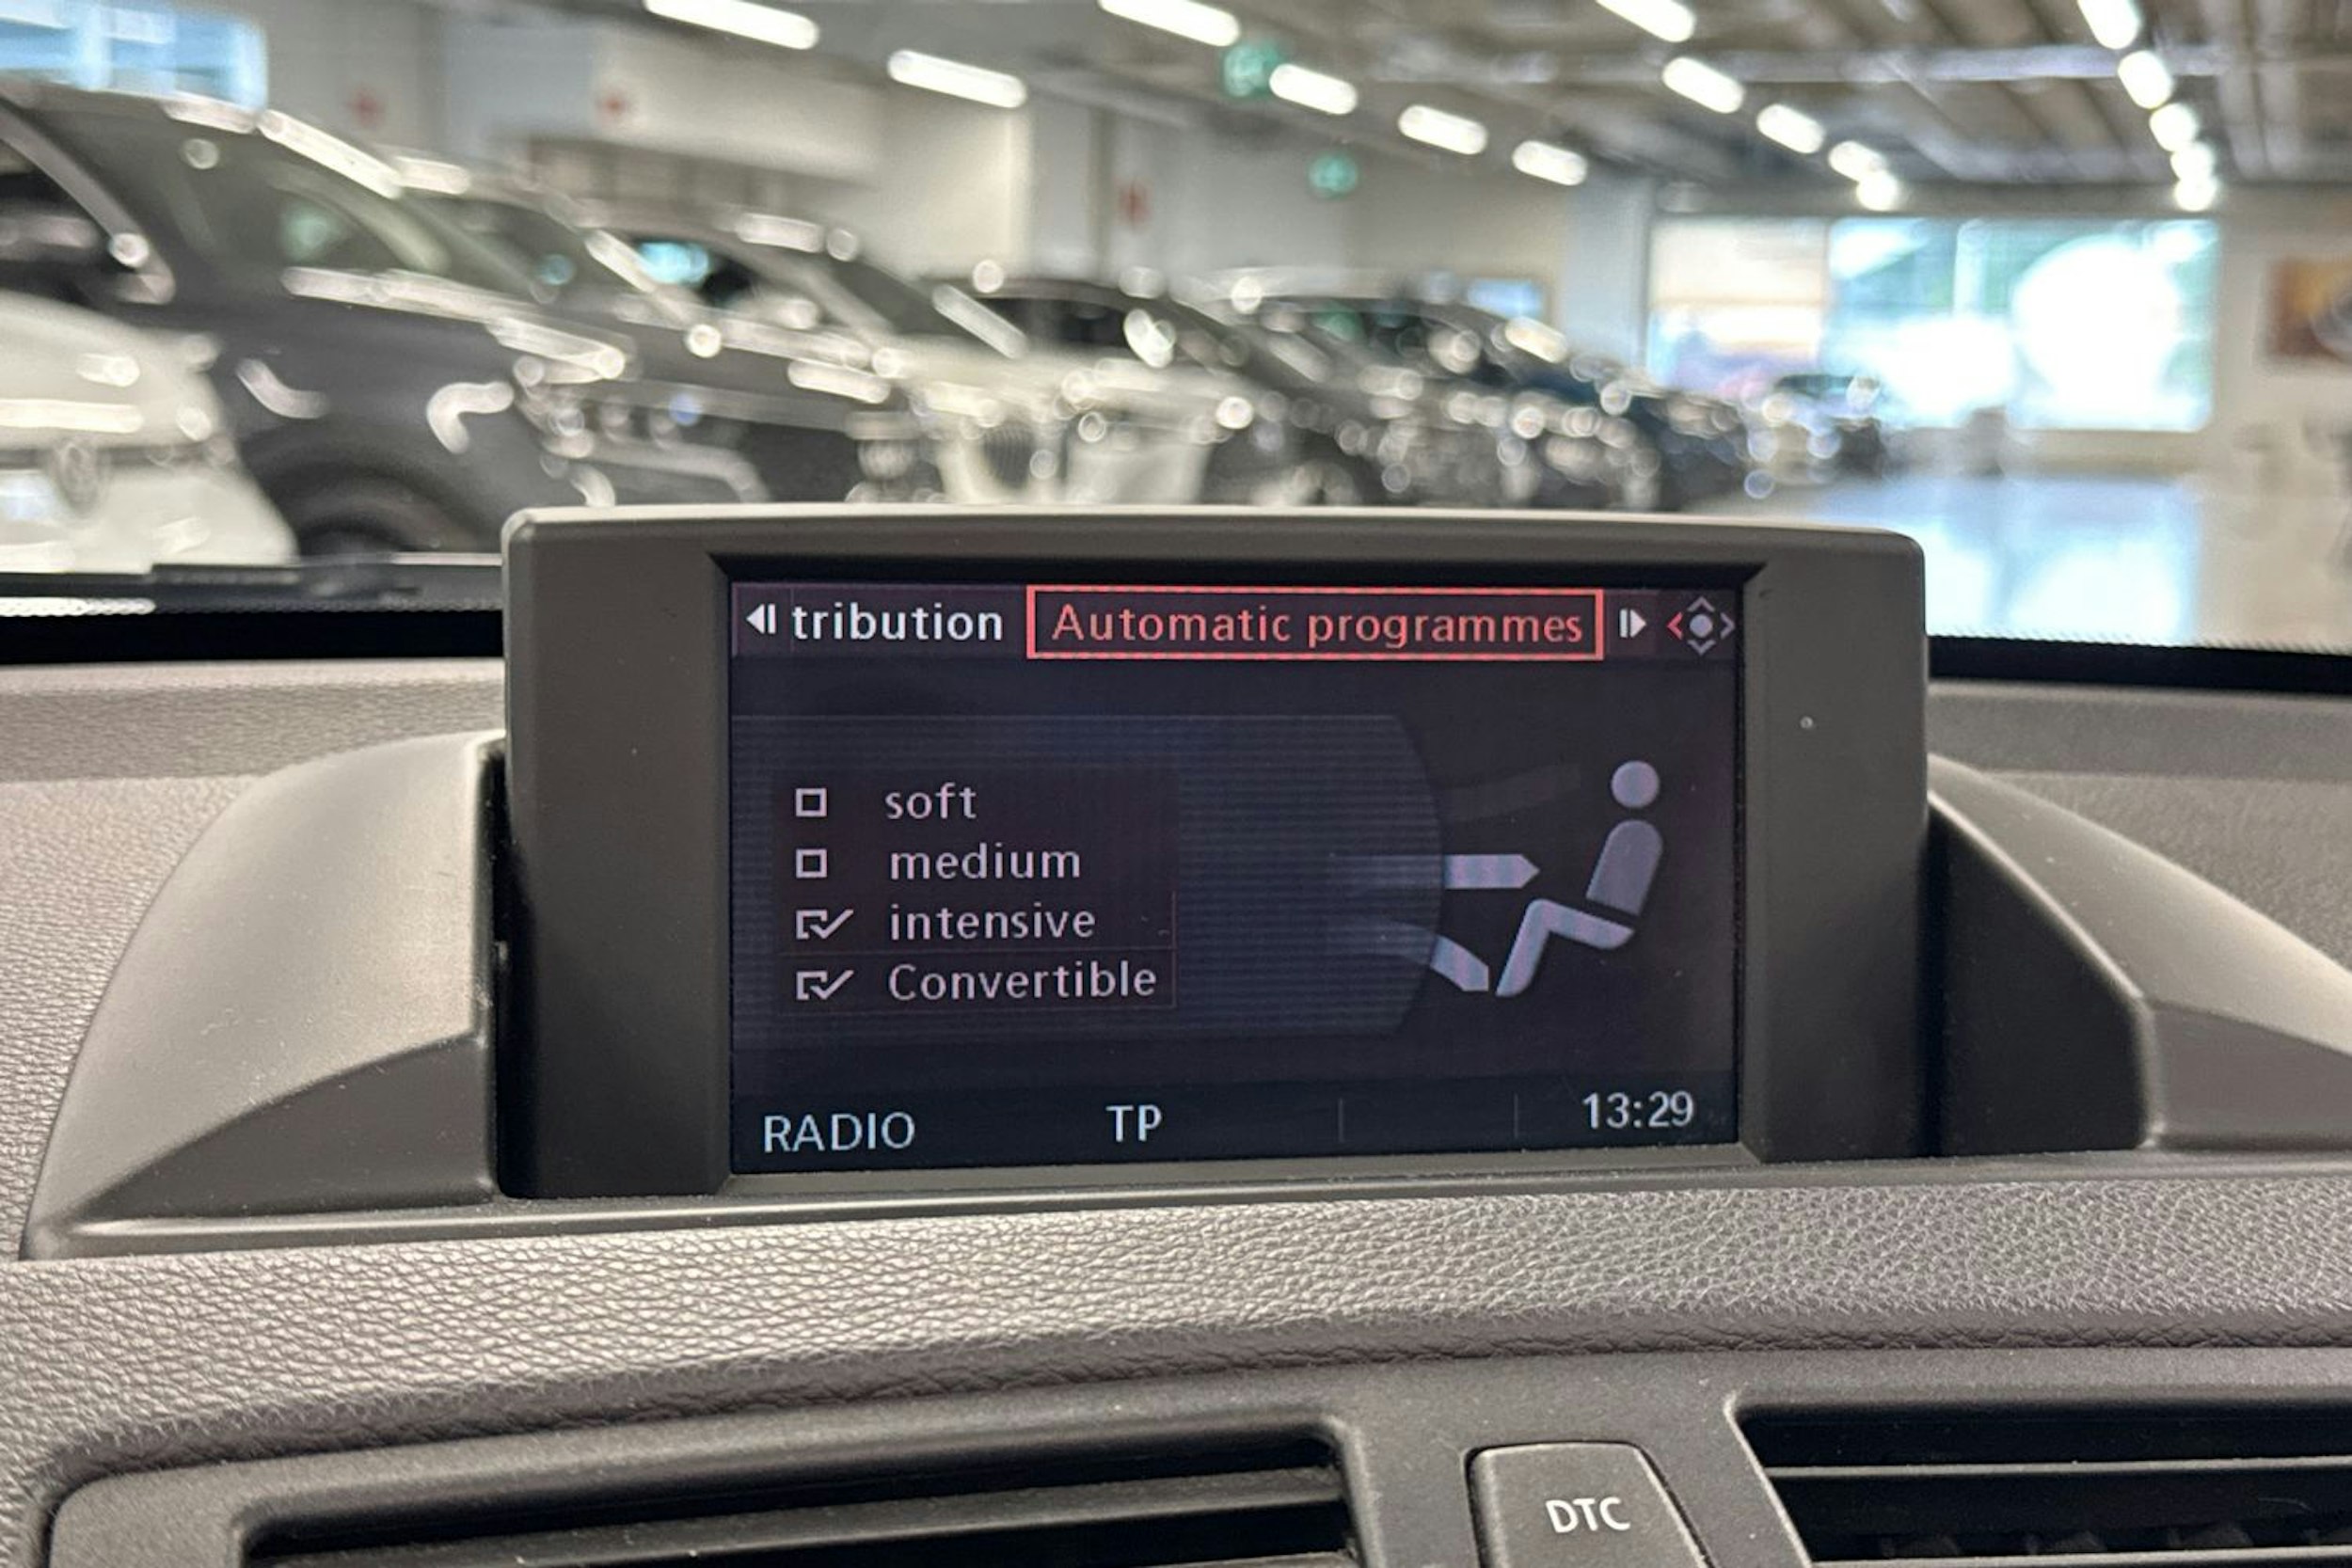 tribution Automatic programmes
soft
medium
intensive
Convertible
RADIO TP 13:29
DTC